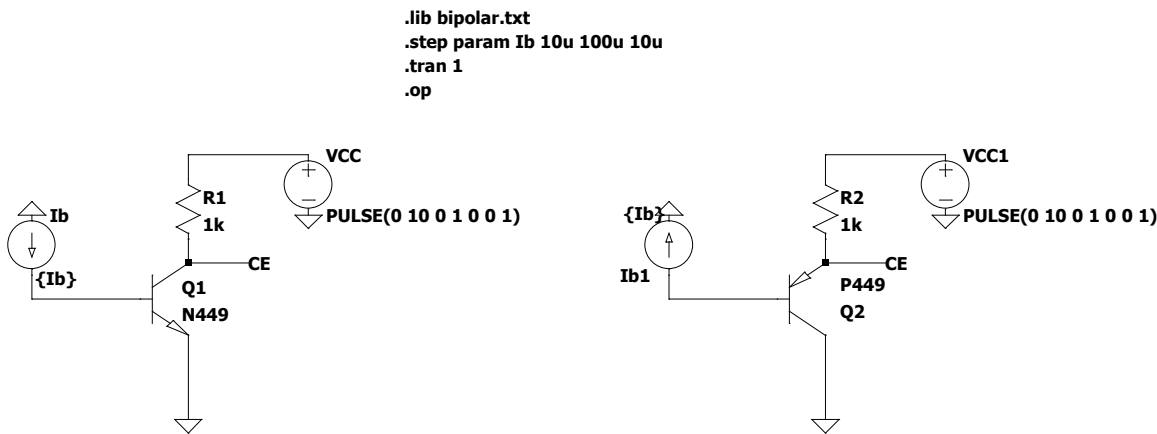 .lib bipolar.txt
.step param Ib 10u 100u 10u
.tran 1
.op
VCC
R1
1k
PULSE(0 10 0 1 0 0 1)
Ib
{Ib}
CE
Q1
N449
VCC1
R2
1k
PULSE(0 10 0 1 0 0 1)
{Ib}
Ib1
CE
P449
Q2